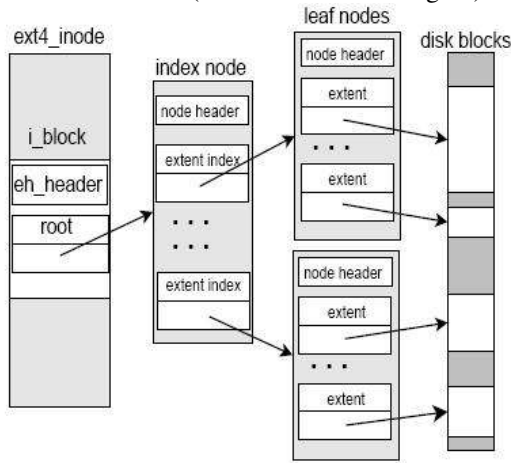 leaf nodes
ext4_inode
disk blocks
index node
node header
extent
. . .
extent
node header
extent index
. . .
. . .
extent index
i_block
eh_header
root
node header
extent
. . .
extent